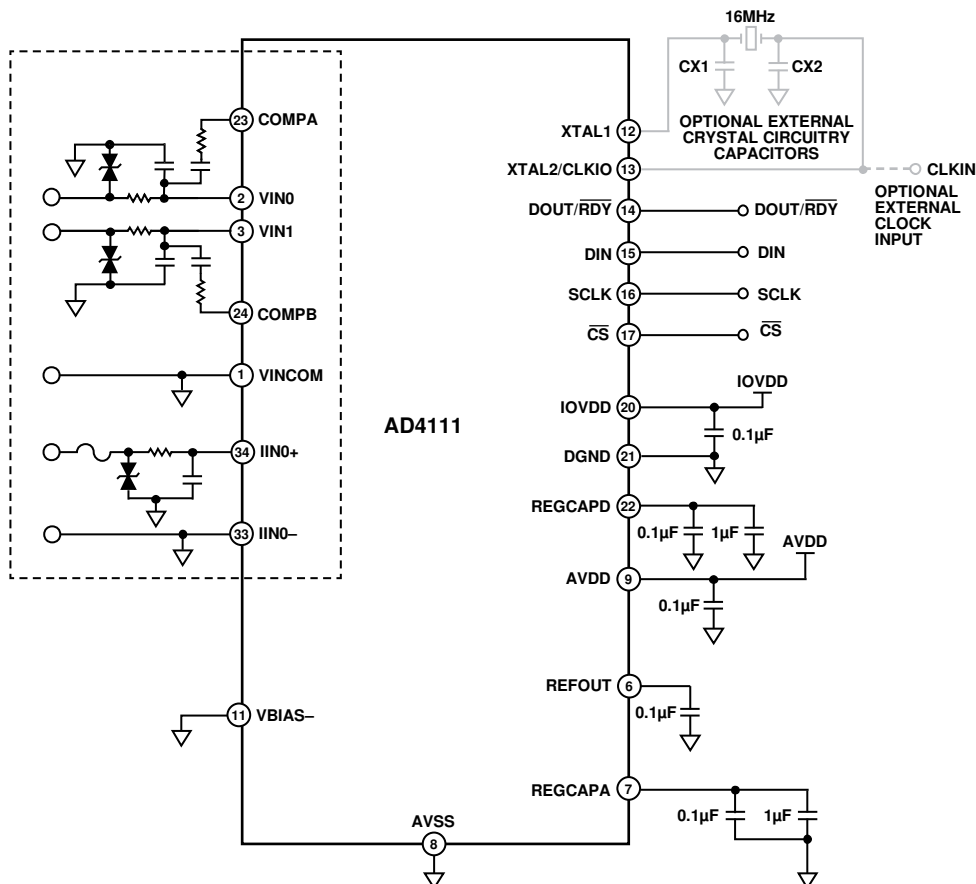 16MHz
CX1
CX2
OPTIONAL EXTERNAL
CRYSTAL CIRCUITRY
CAPACITORS
CLKIN
OPTIONAL
EXTERNAL
CLOCK
INPUT
23 COMPA
2 VIN0
3 VIN1
24 COMPB
1 VINCOM
34 IIN0+
33 IIN0–
11 VBIAS–
AD4111
AVSS
8
XTAL1 12
XTAL2/CLKIO 13
DOUT/RDY 14 DOUT/RDY
DIN 15 DIN
SCLK 16 SCLK
CS 17 CS
IOVDD
IOVDD 20
0.1µF
DGND 21
REGCAPD 22
0.1µF 1µF
AVDD
AVDD 9
0.1µF
REFOUT 6
0.1µF
REGCAPA 7
0.1µF 1µF